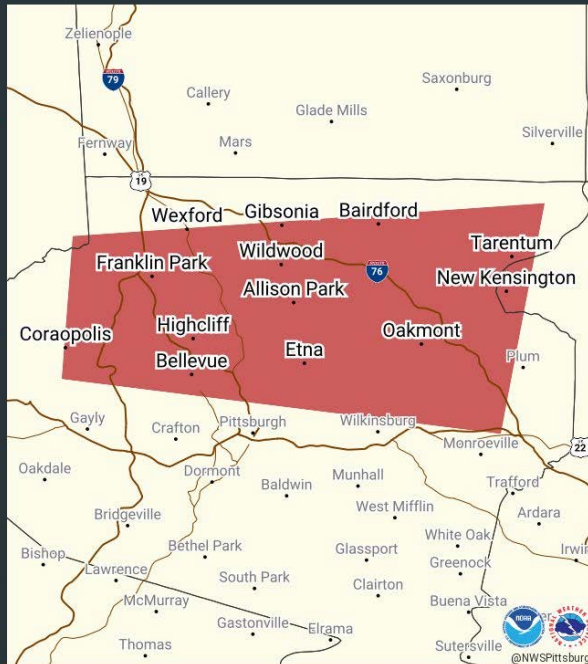 Zelienople
79
Callery
Saxonburg
Glade Mills
Silverville
Fernway
Mars
19
Wexford
Gibsonia
Bairdford
Tarentum
Wildwood
Franklin Park
76
New Kensington
Allison Park
Coraopolis
Highcliff
Oakmont
Etna
Bellevue
Plum
Gayly
Crafton
Pittsburgh
Wilkinsburg
Monroeville
22
Oakdale
Dormont
Munhall
Trafford
Baldwin
West Mifflin
Bridgeville
Ardara
White Oak
Bishop
Bethel Park
Glassport
Irwi
Greenock
Lawrence
South Park
Clairton
McMurray
Buena Vista
Gastonville
Elrama
Thomas
Sutersville
NOAA
@NWSPittsburg